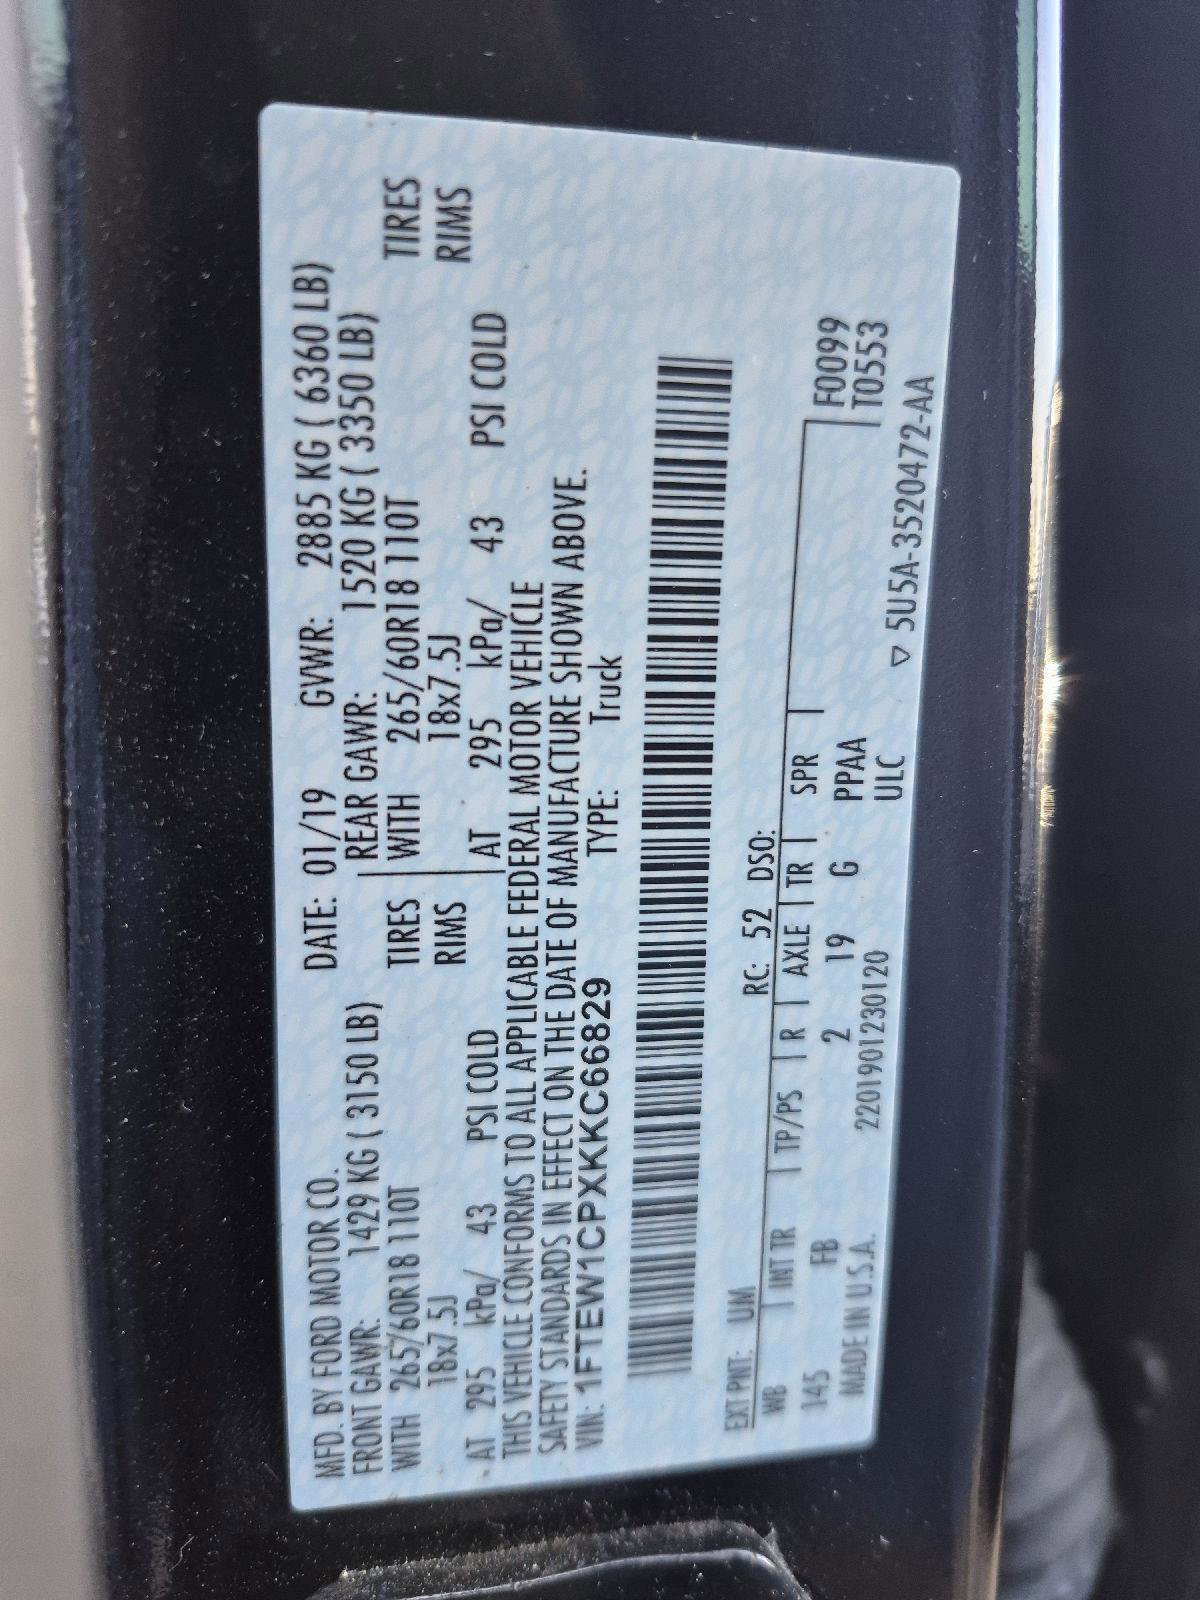 MFD. BY FORD MOTOR CO. DATE: 01/19 GVWR: 2885 KG ( 6360 LB)
FRONT GAWR: 1429 KG ( 3150 LB) REAR GAWR: 1520 KG ( 3350 LB)
WITH 265/60R18 110T TIRES WITH 265/60R18 110T TIRES
18x7.5J RIMS 18x7.5J RIMS
AT 295 kPa/ 43 PSI COLD AT 295 kPa/ 43 PSI COLD
THIS VEHICLE CONFORMS TO ALL APPLICABLE FEDERAL MOTOR VEHICLE
SAFETY STANDARDS IN EFFECT ON THE DATE OF MANUFACTURE SHOWN ABOVE.
VIN: 1FTEW1CPXKKC66829 TYPE: Truck
EXT PNT: UM RC: 52 DSO:
WB INT TR TP/PS R AXLE TR SPR F0099
145 FB 2 19 G PPAA T0553
220190123012​0 ULC
MADE IN U.S.A. ▽ 5U5A-3520472-AA